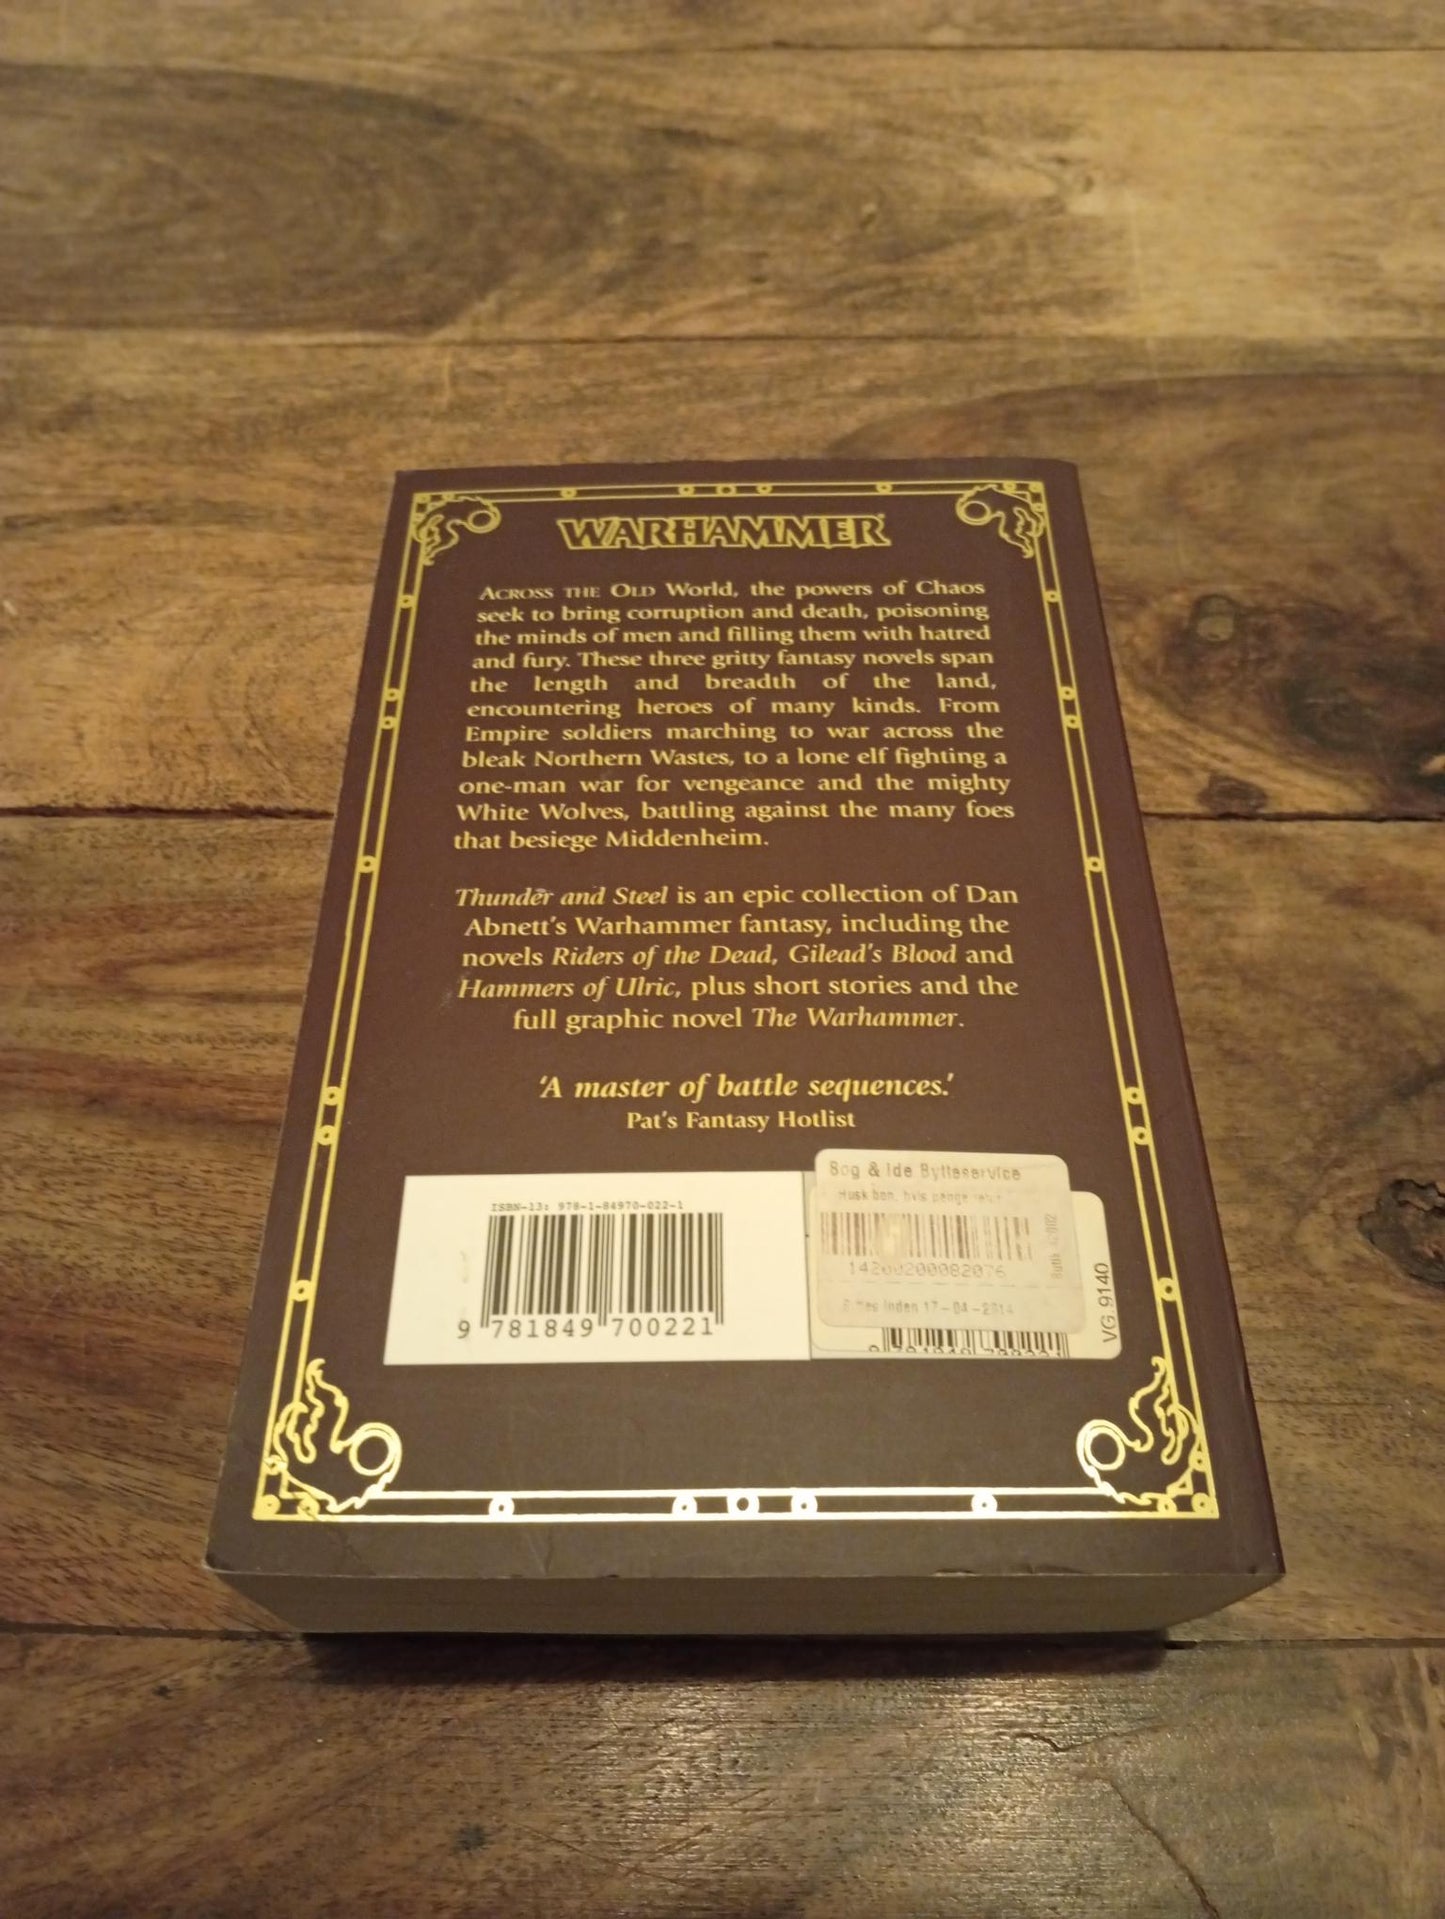 WARHAMMER
ACROSS THE OLD World, the powers of Chaos
seek to bring corruption and death, poisoning
the minds of men and filling them with hatred
and fury. These three gritty fantasy novels span
the length and breadth of the land,
encountering heroes of many kinds. From
Empire soldiers marching to war across the
bleak Northern Wastes, to a lone elf fighting a
one-man war for vengeance and the mighty
White Wolves, battling against the many foes
that besiege Middenheim.
Thunder and Steel is an epic collection of Dan
Abnett's Warhammer fantasy, including the
novels Riders of the Dead, Gilead's Blood and
Hammers of Ulric, plus short stories and the
full graphic novel The Warhammer.
'A master of battle sequences.'
Pat's Fantasy Hotlist
ISBN-13: 978-1-84970-022-1
9 781849 700221
Bog & Ide Bytteservice
Husk bon, hvis penge
14200200082076
inden 17-04-2014
Butik
VG.9140